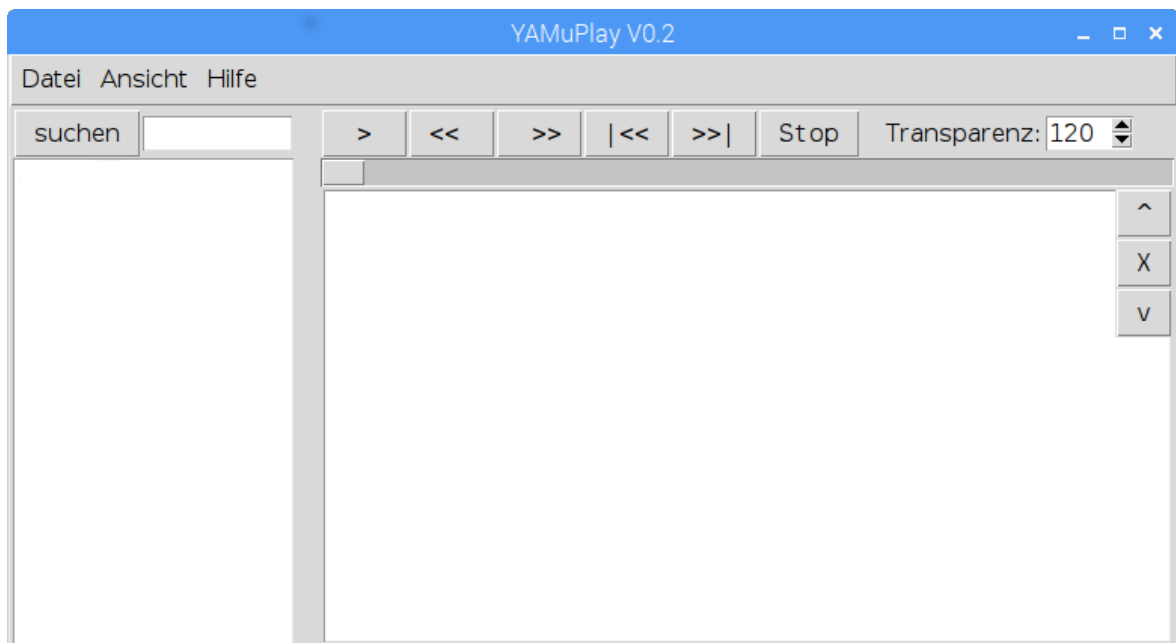 YAMuPlay V0.2
Datei Ansicht Hilfe
suchen > << >> |<< >>| Stop Transparenz: 120
^
X
v